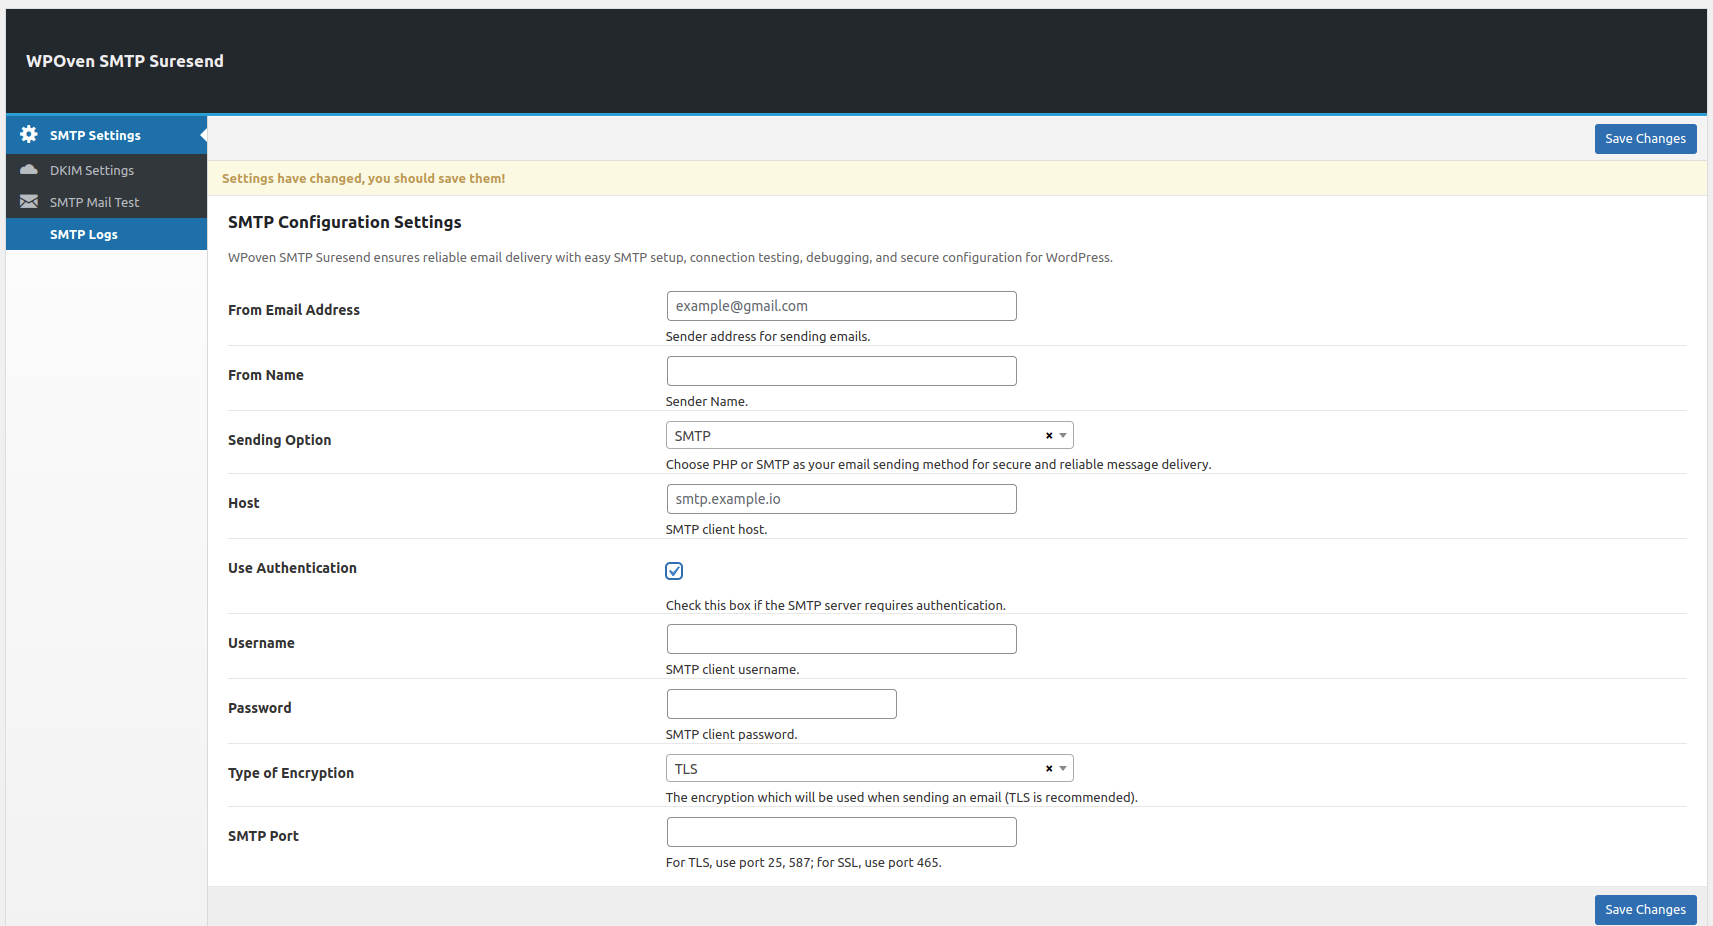 WPOven SMTP Suresend
SMTP Settings
DKIM Settings
SMTP Mail Test
SMTP Logs
Save Changes
Settings have changed, you should save them!
SMTP Configuration Settings
WPoven SMTP Suresend ensures reliable email delivery with easy SMTP setup, connection testing, debugging, and secure configuration for WordPress.
From Email Address
example@gmail.com
Sender address for sending emails.
From Name
Sender Name.
Sending Option
SMTP ×
Choose PHP or SMTP as your email sending method for secure and reliable message delivery.
Host
smtp.example.io
SMTP client host.
Use Authentication
Check this box if the SMTP server requires authentication.
Username
SMTP client username.
Password
SMTP client password.
Type of Encryption
TLS ×
The encryption which will be used when sending an email (TLS is recommended).
SMTP Port
For TLS, use port 25, 587; for SSL, use port 465.
Save Changes